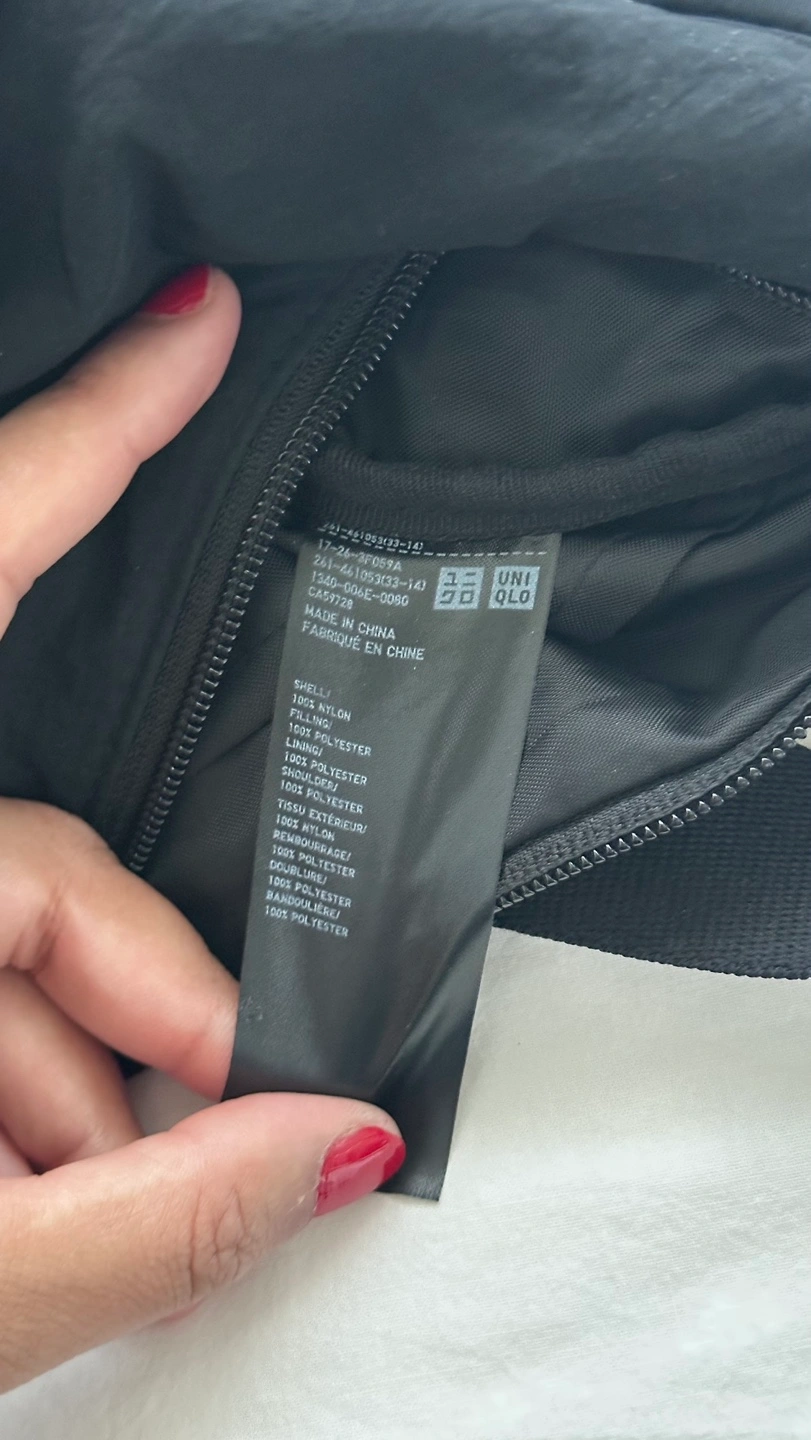 261-461053(33-14)
17-26-3F059A
261-461053(33-14)
1340-006E-0080
CA59728
ユニ
クロ
UNI
QLO
MADE IN CHINA
FABRIQUÉ EN CHINE
SHELL/
100% NYLON
FILLING/
100% POLYESTER
LINING/
100% POLYESTER
SHOULDER/
100% POLYESTER
TISSU EXTÉRIEUR/
100% NYLON
REMBOURRAGE/
100% POLYESTER
DOUBLURE/
100% POLYESTER
BANDOULIÈRE/
100% POLYESTER